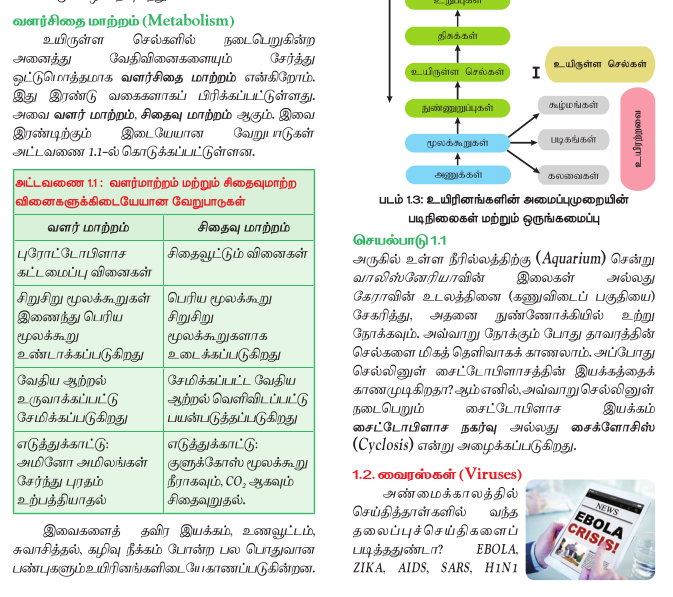 வளர்சிதை மாற்றம் (Metabolism)
உயிருள்ள செல்களில் நடைபெறுகின்ற
அனைத்து வேதிவினைகளையும் சேர்த்து
ஒட்டுமொத்தமாக வளர்சிதை மாற்றம் என்கிறோம்.
இது இரண்டு வகைகளாகப் பிரிக்கப்பட்டுள்ளது.
அவை வளர் மாற்றம், சிதைவு மாற்றம் ஆகும். இவை
இரண்டிற்கும் இடையேயான வேறுபாடுகள்
அட்டவணை 1.1-ல் கொடுக்கப்பட்டுள்ளன.
அட்டவணை 1.1 : வளர்மாற்றம் மற்றும் சிதைவுமாற்ற
வினைகளுக்கிடையேயான வேறுபாடுகள்
வளர் மாற்றம் சிதைவு மாற்றம்
புரோட்டோபிளாச சிதைவூட்டும் வினைகள்
கட்டமைப்பு வினைகள்
சிறுசிறு மூலக்கூறுகள் பெரிய மூலக்கூறு
இணைந்து பெரிய சிறுசிறு
மூலக்கூறு மூலக்கூறுகளாக
உண்டாக்கப்படுகிறது உடைக்கப்படுகிறது
வேதிய ஆற்றல் சேமிக்கப்பட்ட வேதிய
உருவாக்கப்பட்டு ஆற்றல் வெளிவிடப்பட்டு
சேமிக்கப்படுகிறது பயன்படுத்தப்படுகிறது
எடுத்துக்காட்டு: எடுத்துக்காட்டு:
அமினோ அமிலங்கள் குளுக்கோஸ் மூலக்கூறு
சேர்ந்து புரதம் நீராகவும், CO₂ ஆகவும்
உற்பத்தியாதல் சிதைவுறுதல்.
இவைகளைத் தவிர இயக்கம், உணவூட்டம்,
சுவாசித்தல், கழிவு நீக்கம் போன்ற பல பொதுவான
பண்புகளும் உயிரினங்களிடையே காணப்படுகின்றன.
உறுப்புகள்
திசுக்கள்
உயிருள்ள செல்கள்
நுண்ணுறுப்புகள்
மூலக்கூறுகள்
அணுக்கள்
உயிருள்ள செல்கள்
கூழ்மங்கள்
படிகங்கள்
கலவைகள்
உயிரற்றவை
படம் 1.3: உயிரினங்களின் அமைப்புமுறையின்
படிநிலைகள் மற்றும் ஒருங்கமைப்பு
செயல்பாடு 1.1
அருகில் உள்ள நீரில்லத்திற்கு (Aquarium) சென்று
வாலிஸ்னேரியாவின் இலைகள் அல்லது
கேராவின் உடலத்தினை (கணுவிடைப் பகுதியை)
சேகரித்து, அதனை நுண்ணோக்கியில் உற்று
நோக்கவும். அவ்வாறு நோக்கும் போது தாவரத்தின்
செல்களை மிகத் தெளிவாகக் காணலாம். அப்போது
செல்லினுள் சைட்டோபிளாசத்தின் இயக்கத்தைக்
காணமுடிகிறதா? ஆம் எனில், அவ்வாறு செல்லினுள்
நடைபெறும் சைட்டோபிளாச இயக்கம்
சைட்டோபிளாச நகர்வு அல்லது சைக்ளோசிஸ்
(Cyclosis) என்று அழைக்கப்படுகிறது.
1.2. வைரஸ்கள் (Viruses)
அண்மைக்காலத்தில்
செய்தித்தாள்களில் வந்த
தலைப்புச்செய்திகளைப்
படித்ததுண்டா? EBOLA,
ZIKA, AIDS, SARS, H1N1
NEWS
EBOLA
CRISIS!